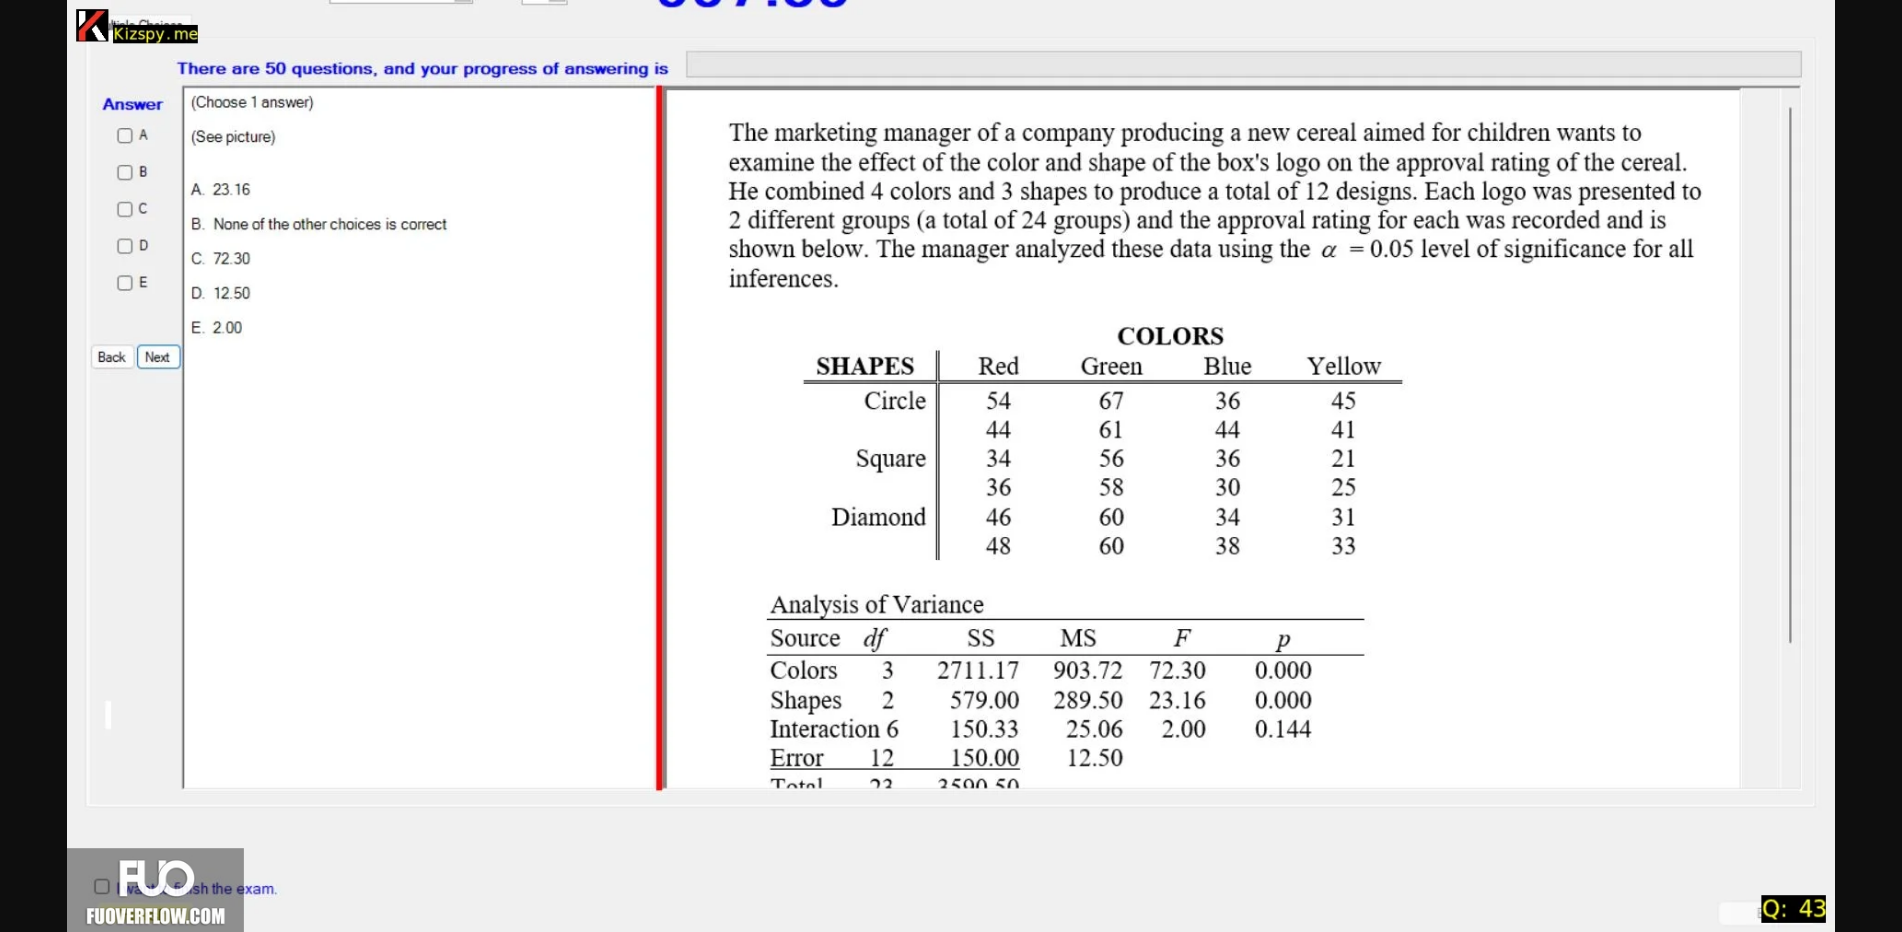 Kizspy.me
There are 50 questions, and your progress of answering is
Answer
A
B
C
D
E
Back Next
(Choose 1 answer)
(See picture)
A. 23.16
B. None of the other choices is correct
C. 72.30
D. 12.50
E. 2.00
The marketing manager of a company producing a new cereal aimed for children wants to
examine the effect of the color and shape of the box's logo on the approval rating of the cereal.
He combined 4 colors and 3 shapes to produce a total of 12 designs. Each logo was presented to
2 different groups (a total of 24 groups) and the approval rating for each was recorded and is
shown below. The manager analyzed these data using the α = 0.05 level of significance for all
inferences.
COLORS
SHAPES Red Green Blue Yellow
Circle 54 67 36 45
44 61 44 41
Square 34 56 36 21
36 58 30 25
Diamond 46 60 34 31
48 60 38 33
Analysis of Variance
Source df SS MS F p
Colors 3 2711.17 903.72 72.30 0.000
Shapes 2 579.00 289.50 23.16 0.000
Interaction 6 150.33 25.06 2.00 0.144
Error 12 150.00 12.50
Total 23 3590.50
FUO
sh the exam.
FUOVERFLOW.COM
Q: 43